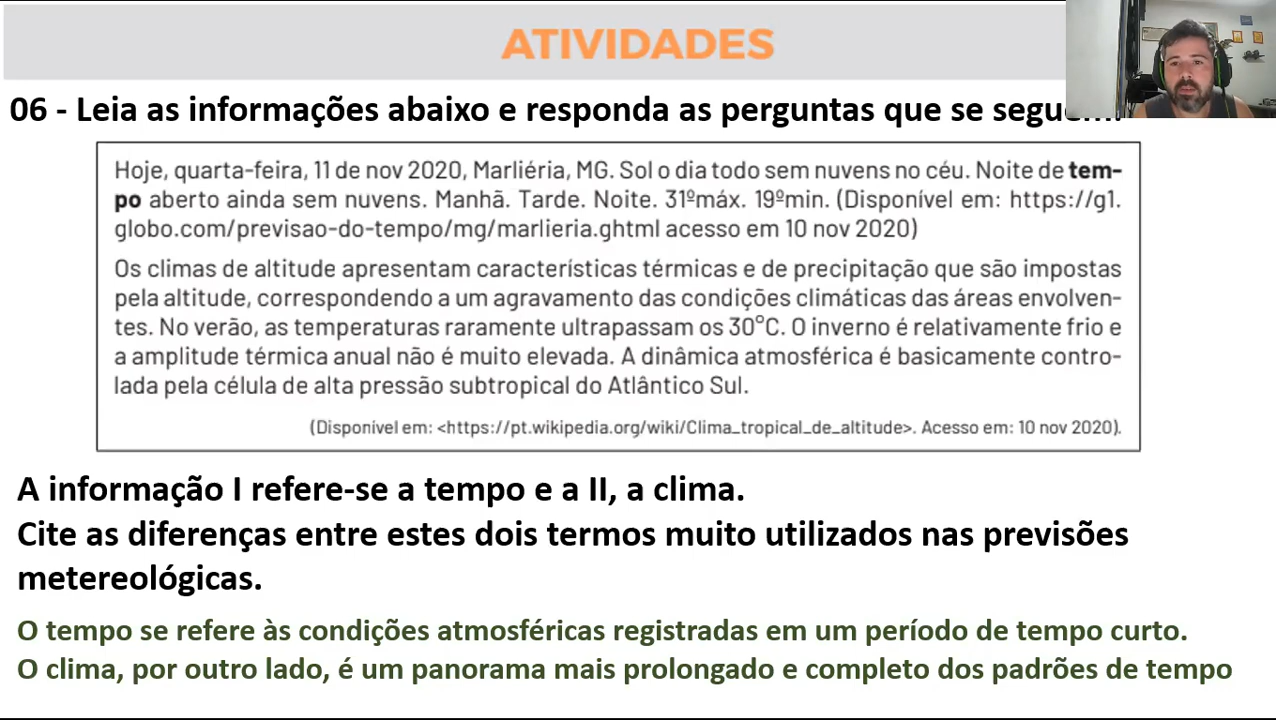 ATIVIDADES
06 - Leia as informações abaixo e responda as perguntas que se
Hoje, quarta-feira, 11 de nov 2020, Marliéria, MG. Sol o dia todo sem nuvens no céu. Noite de tem-
po aberto ainda sem nuvens. Manhã. Tarde. Noite. 31ºmáx. 19ºmin. (Disponível em: https://g1.
globo.com/previsao-do-tempo/mg/marlieria.ghtml acesso em 10 nov 2020)
Os climas de altitude apresentam características térmicas e de precipitação que são impostas
pela altitude, correspondendo a um agravamento das condições climáticas das áreas envolven-
tes. No verão, as temperaturas raramente ultrapassam os 30°C. O inverno é relativamente frio e
a amplitude térmica anual não é muito elevada. A dinâmica atmosférica é basicamente contro-
lada pela célula de alta pressão subtropical do Atlântico Sul.
(Disponível em: <https://pt.wikipedia.org/wiki/Clima_tropical_de_altitude>. Acesso em: 10 nov 2020).
A informação I refere-se a tempo e a II, a clima.
Cite as diferenças entre estes dois termos muito utilizados nas previsões
metereológicas.
O tempo se refere às condições atmosféricas registradas em um período de tempo curto.
O clima, por outro lado, é um panorama mais prolongado e completo dos padrões de tempo